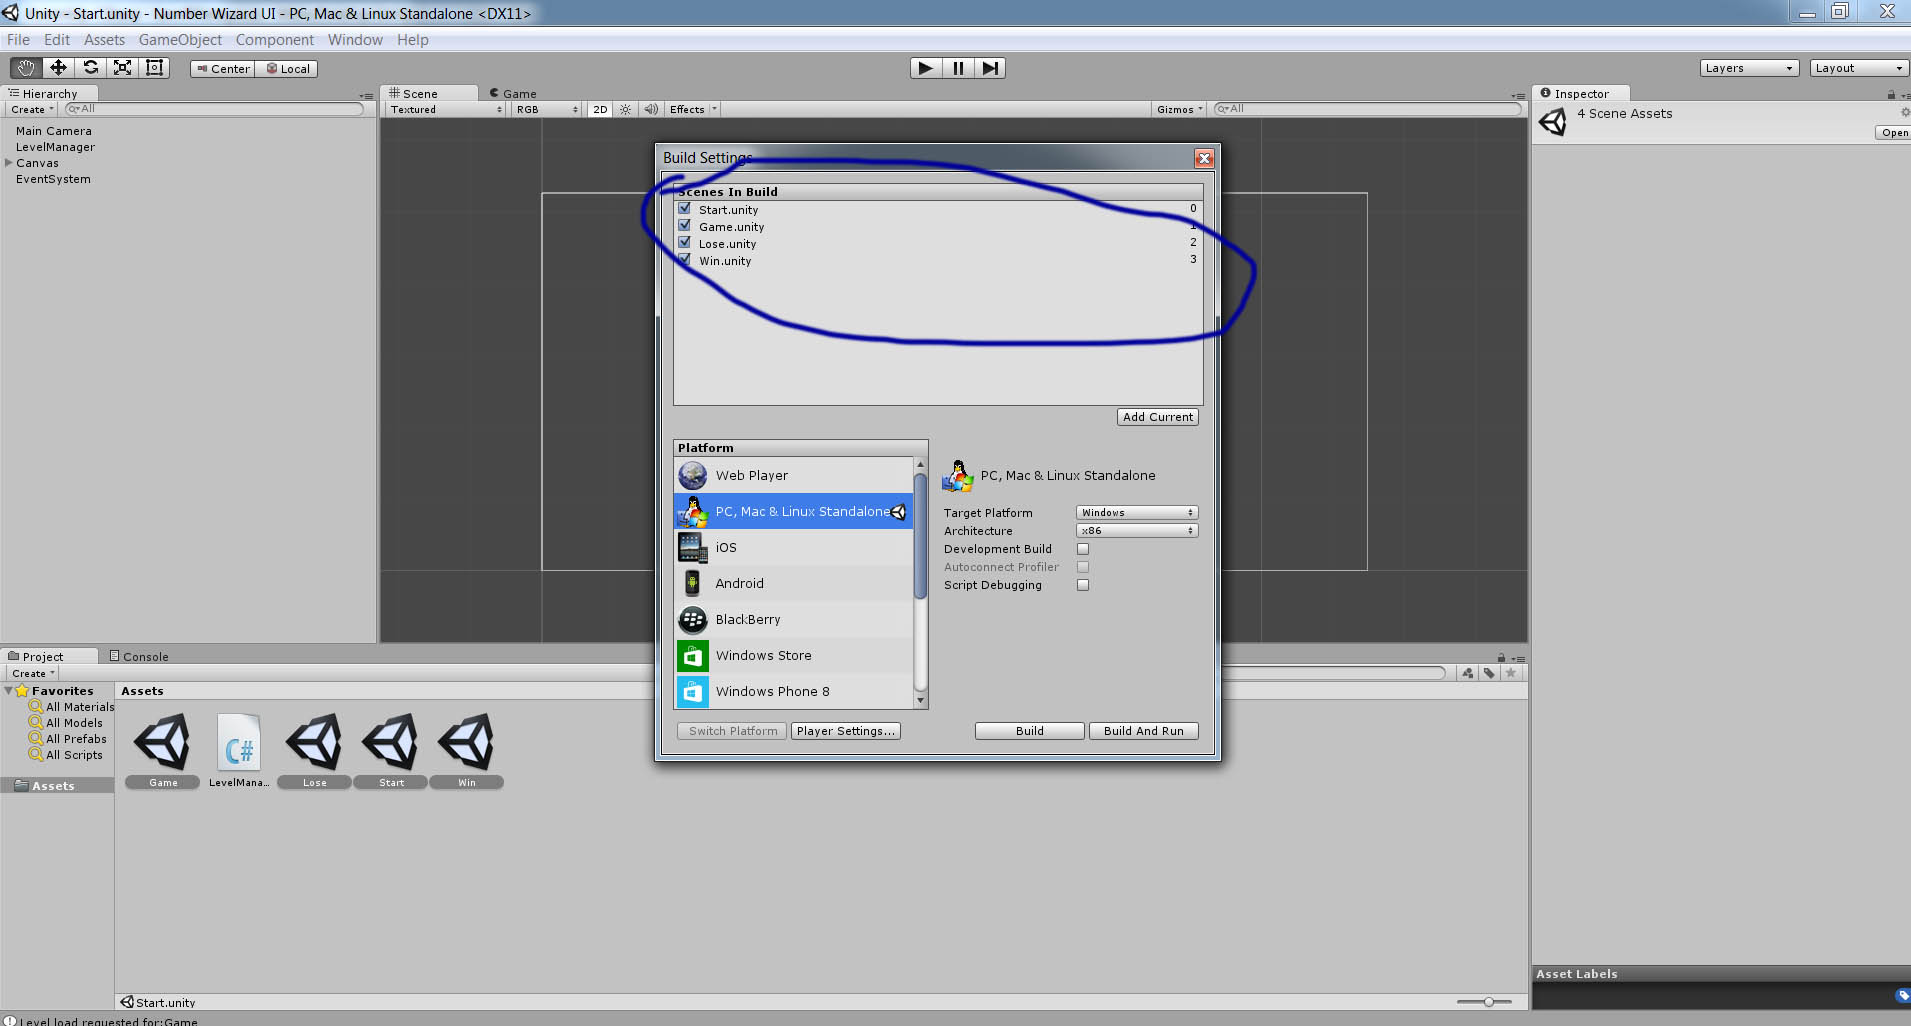 Unity - Start.unity - Number Wizard UI - PC, Mac & Linux Standalone <DX11>
File Edit Assets GameObject Component Window Help
Center Local
Layers Layout
Hierarchy
Create All
Main Camera
LevelManager
Canvas
EventSystem
Scene Game
Textured RGB 2D Effects Gizmos All
Inspector
4 Scene Assets
Open
Build Settings
Scenes In Build
Start.unity 0
Game.unity 1
Lose.unity 2
Win.unity 3
Add Current
Platform
Web Player
PC, Mac & Linux Standalone
iOS
Android
BlackBerry
Windows Store
Windows Phone 8
PC, Mac & Linux Standalone
Target Platform Windows
Architecture x86
Development Build
Autoconnect Profiler
Script Debugging
Switch Platform Player Settings... Build Build And Run
Project Console
Create
Favorites
All Materials
All Models
All Prefabs
All Scripts
Assets
Assets
C#
Game LevelMana... Lose Start Win
Start.unity
Asset Labels
Level load requested for:Game